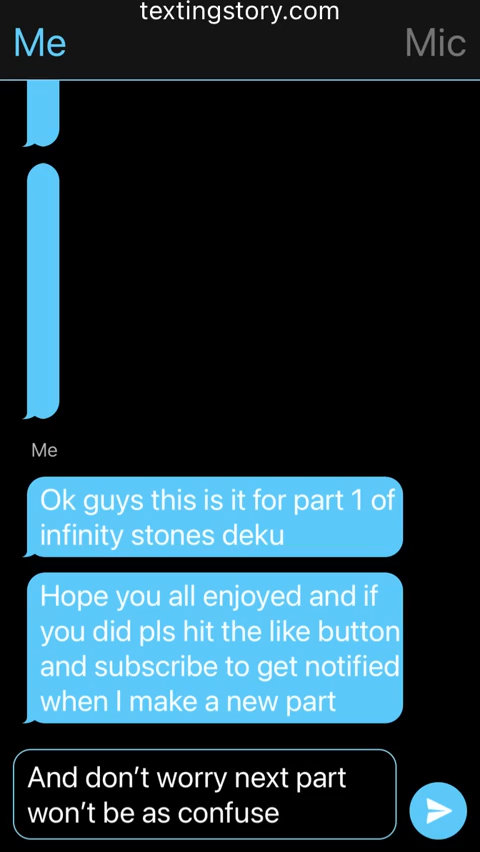 textingstory.com
Me
Mic
Me
Ok guys this is it for part 1 of
infinity stones deku
Hope you all enjoyed and if
you did pls hit the like button
and subscribe to get notified
when I make a new part
And don’t worry next part
won’t be as confuse